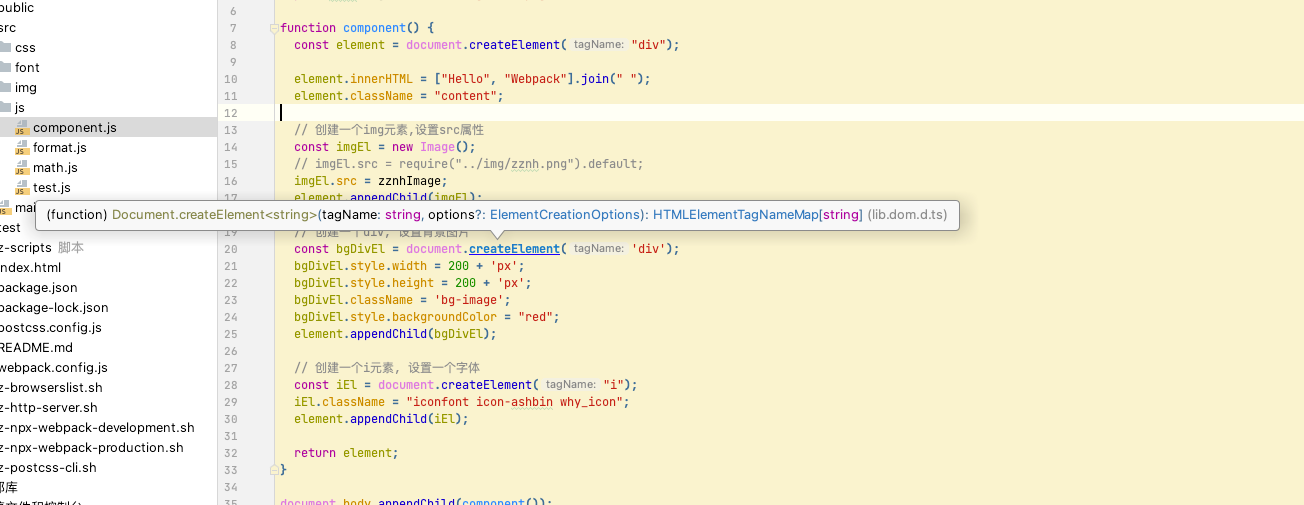 public
src
css
font
img
js
component.js
format.js
math.js
test.js
mai
test
z-scripts 脚本
index.html
package.json
package-lock.json
postcss.config.js
README.md
webpack.config.js
z-browserslist.sh
z-http-server.sh
z-npx-webpack-development.sh
z-npx-webpack-production.sh
z-postcss-cli.sh
部库
6
7 function component() {
8 const element = document.createElement( tagName: "div");
9
10 element.innerHTML = ["Hello", "Webpack"].join(" ");
11 element.className = "content";
12
13 // 创建一个img元素,设置src属性
14 const imgEl = new Image();
15 // imgEl.src = require("../img/zznh.png").default;
16 imgEl.src = zznhImage;
17 element.appendChild(imgEl);
(function) Document.createElement<string>(tagName: string, options?: ElementCreationOptions): HTMLElementTagNameMap[string] (lib.dom.d.ts)
19 // 创建一个div, 设置背景图片
20 const bgDivEl = document.createElement( tagName: 'div');
21 bgDivEl.style.width = 200 + 'px';
22 bgDivEl.style.height = 200 + 'px';
23 bgDivEl.className = 'bg-image';
24 bgDivEl.style.backgroundColor = "red";
25 element.appendChild(bgDivEl);
26
27 // 创建一个i元素, 设置一个字体
28 const iEl = document.createElement( tagName: "i");
29 iEl.className = "iconfont icon-ashbin why_icon";
30 element.appendChild(iEl);
31
32 return element;
33 }
34
35 document.body.appendChild(component());